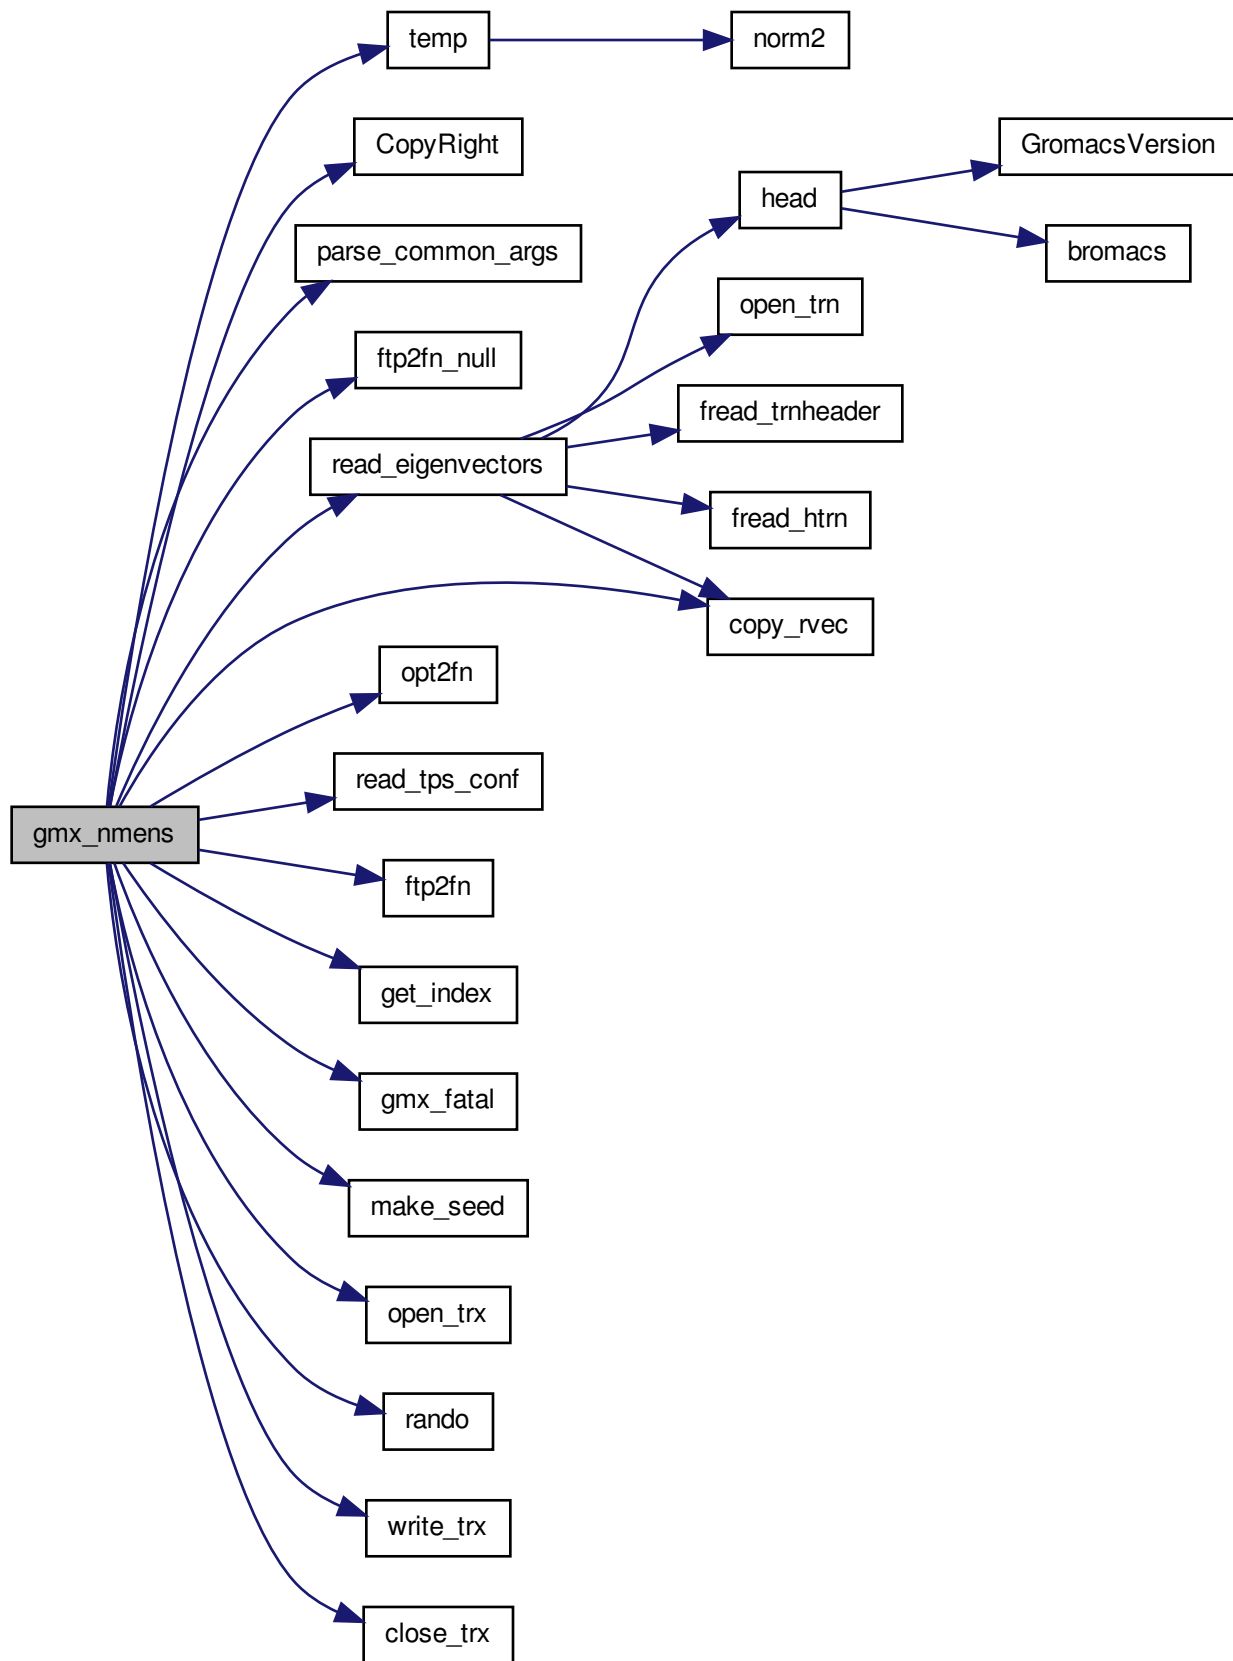 temp
norm2
CopyRight
GromacsVersion
head
parse_common_args
bromacs
open_trn
ftp2fn_null
fread_trnheader
read_eigenvectors
fread_htrn
copy_rvec
opt2fn
read_tps_conf
gmx_nmens
ftp2fn
get_index
gmx_fatal
make_seed
open_trx
rando
write_trx
close_trx